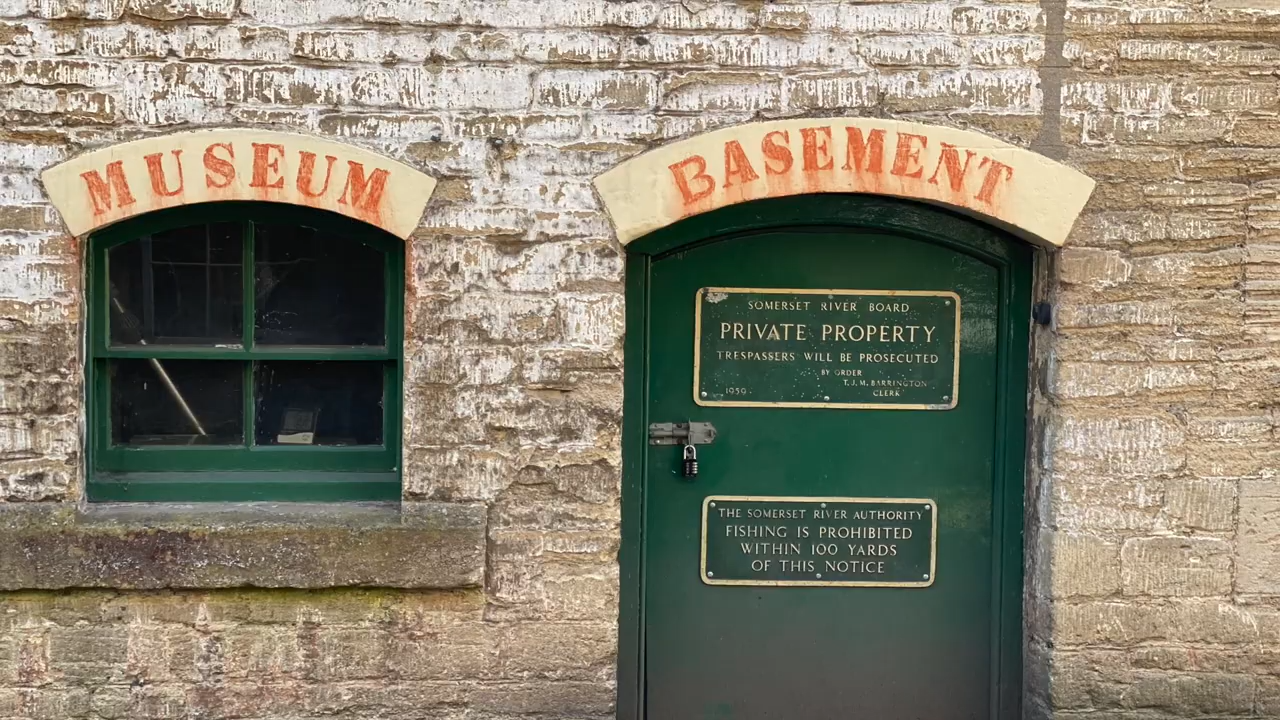 MUSEUM
BASEMENT
SOMERSET RIVER BOARD
PRIVATE PROPERTY
TRESPASSERS WILL BE PROSECUTED
BY ORDER
T. J. M. BARRINGTON
1959. CLERK
THE SOMERSET RIVER AUTHORITY
FISHING IS PROHIBITED
WITHIN 100 YARDS
OF THIS NOTICE